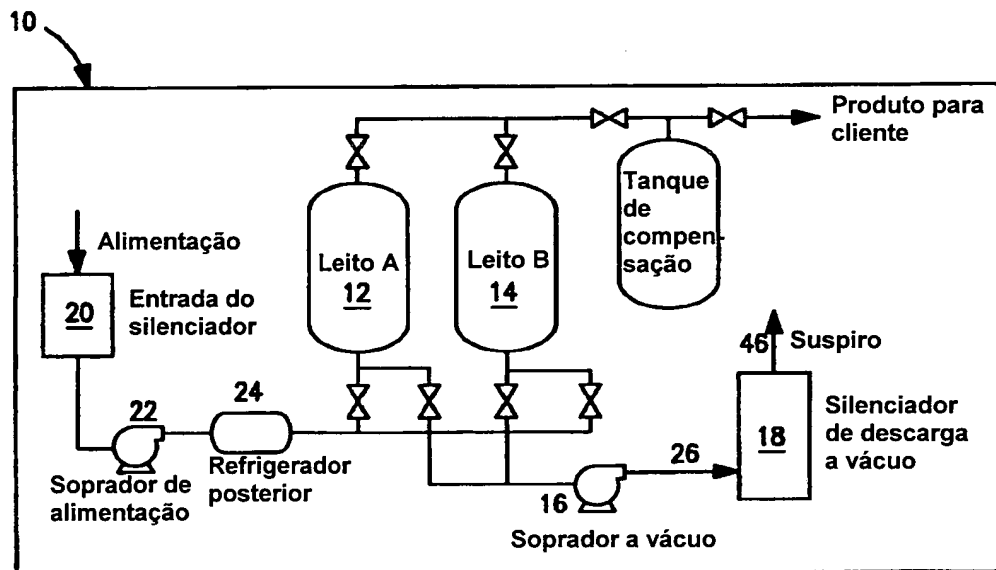 10
Produto para
cliente
Tanque
de
compen-
sação
Alimentação
Leito A
12
Leito B
14
20
Entrada do
silenciador
46
Suspiro
22
24
Soprador de
alimentação
Refrigerador
posterior
16
26
18
Silenciador
de descarga
a vácuo
Soprador a vácuo